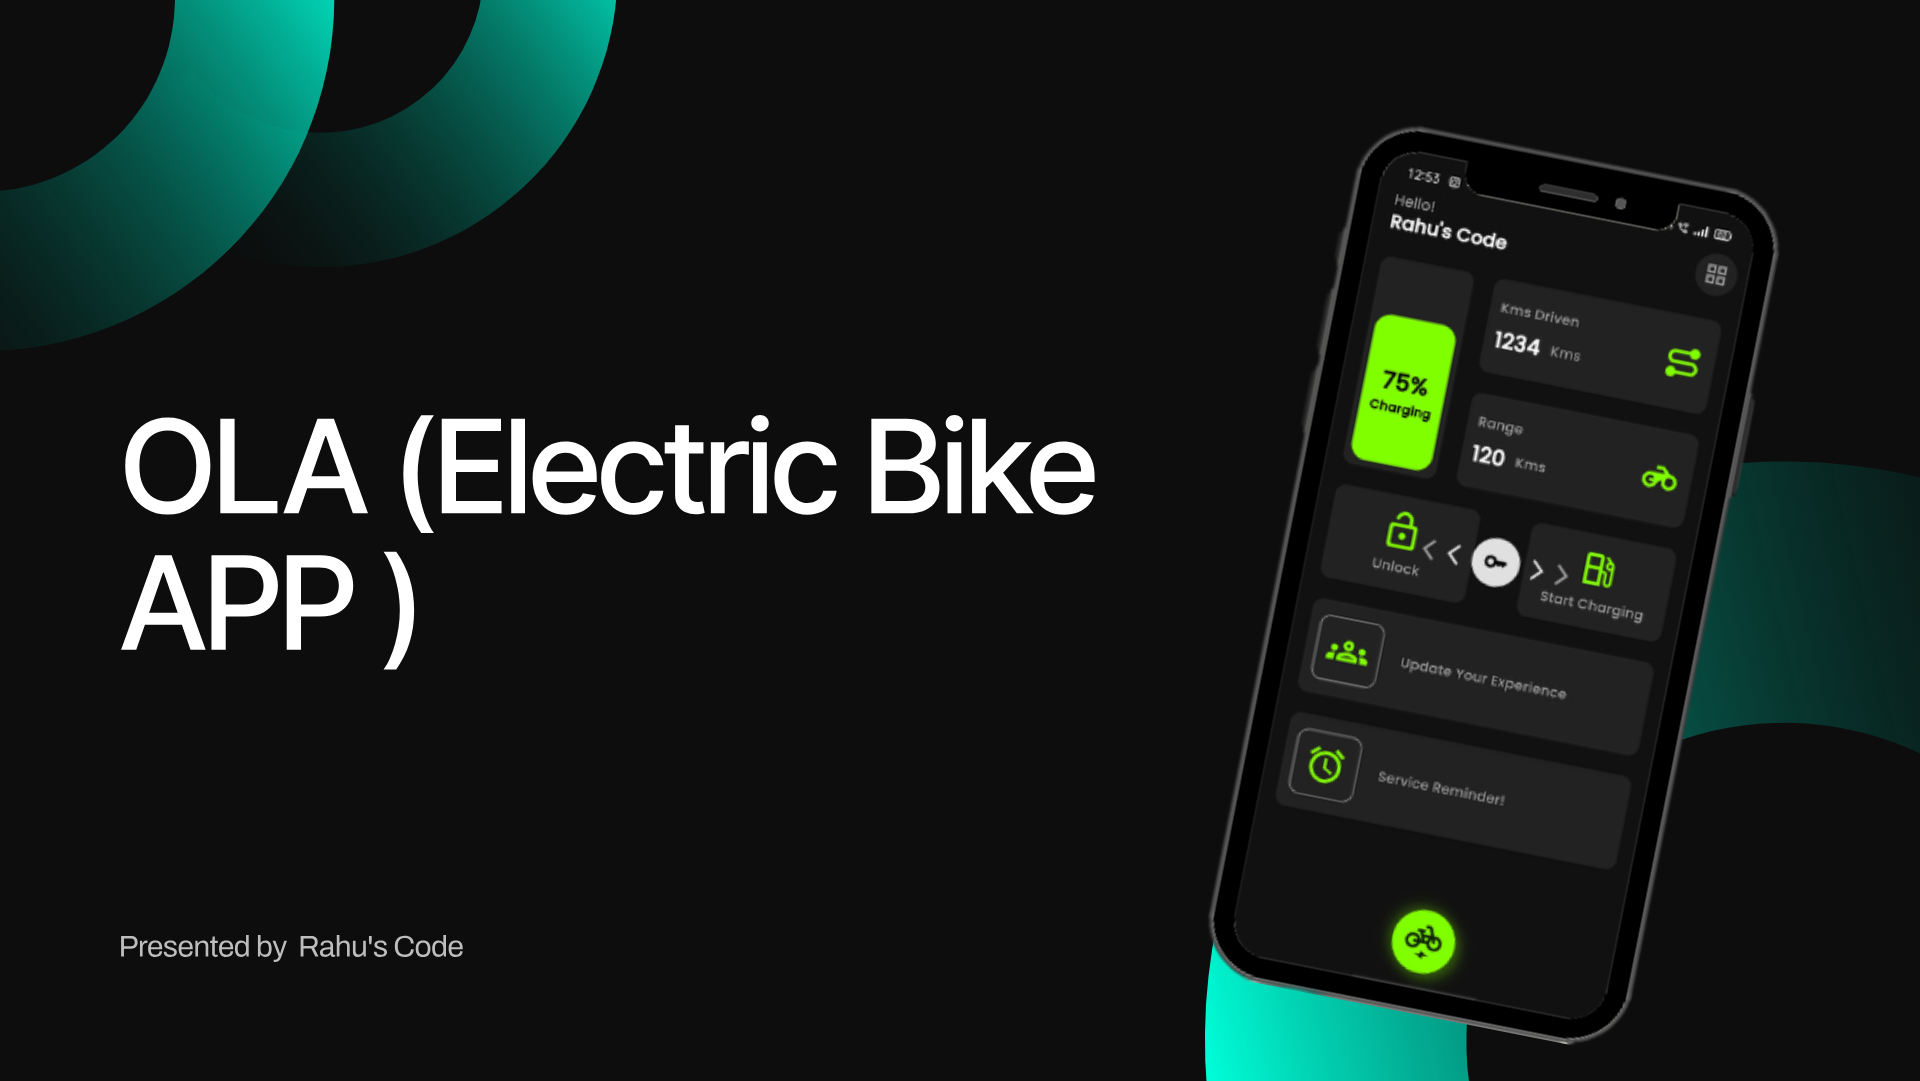 OLA (Electric Bike
APP )
Presented by Rahu's Code
12:53
Hello!
Rahu's Code
75%
Charging
Kms Driven
1234 Kms
Range
120 Kms
Unlock
Start Charging
Update Your Experience
Service Reminder!